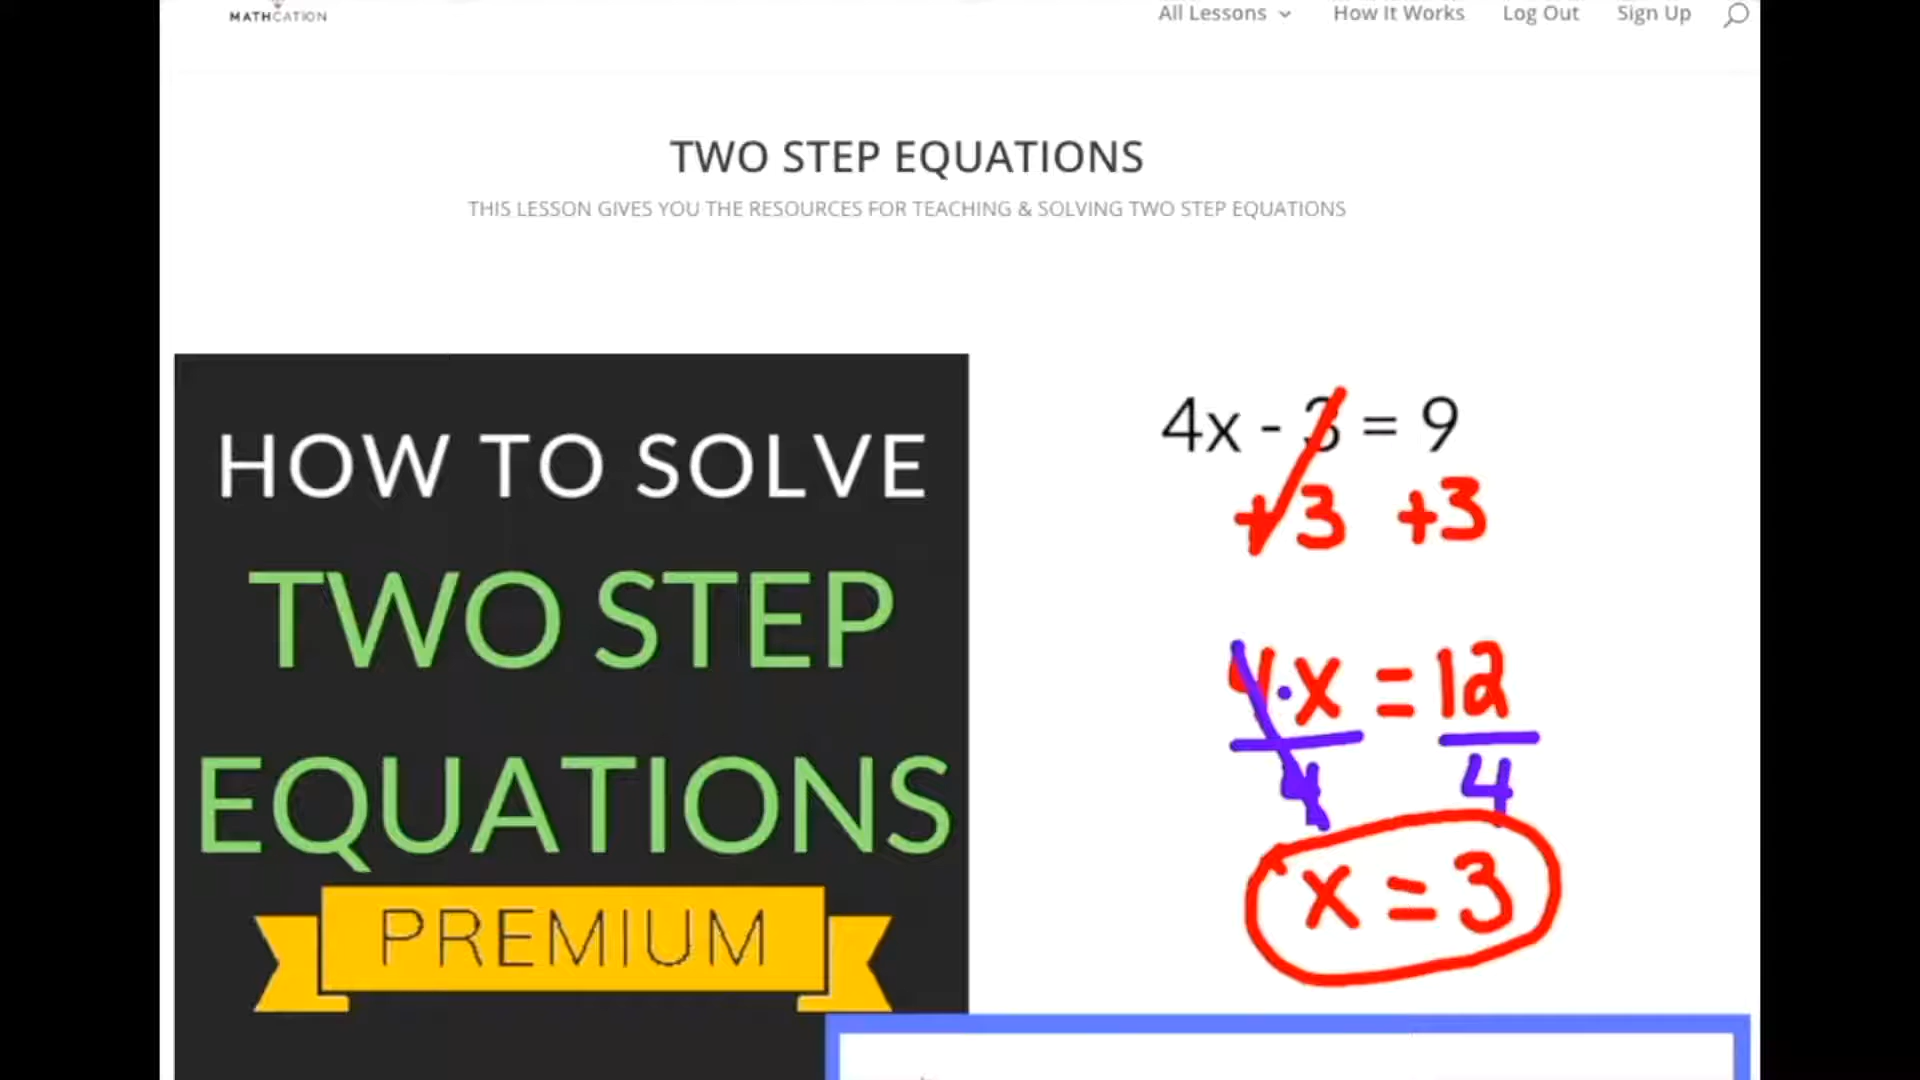 MATHCATION
All Lessons How It Works Log Out Sign Up
TWO STEP EQUATIONS
THIS LESSON GIVES YOU THE RESOURCES FOR TEACHING & SOLVING TWO STEP EQUATIONS
HOW TO SOLVE
TWO STEP
EQUATIONS
PREMIUM
4x - 3 = 9
+3 +3
4·x = 12
4 4
x = 3